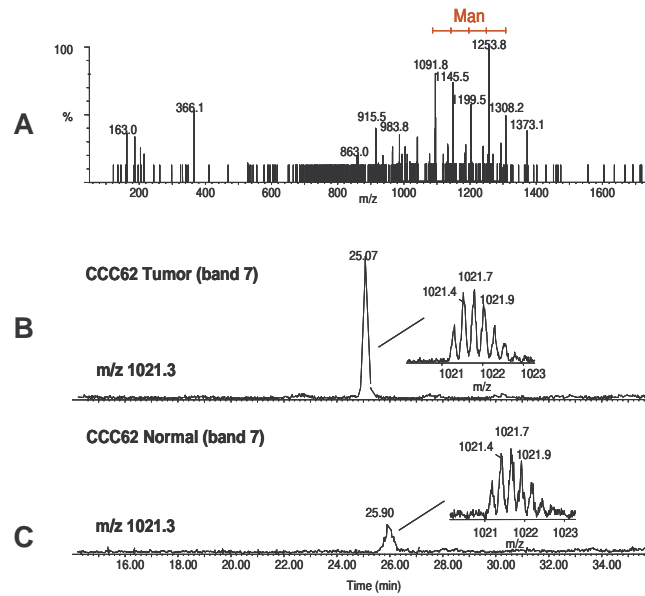 Man
A
100
%
1253.8
1091.8
1145.5
366.1
1199.5
1308.2
163.0
915.5
983.8
1373.1
863.0
200 400 600 800 1000 1200 1400 1600
m/z
B
CCC62 Tumor (band 7)
m/z 1021.3
25.07
1021.7
1021.4
1021.9
1021 1022 1023
m/z
C
CCC62 Normal (band 7)
m/z 1021.3
25.90
1021.7
1021.4
1021.9
1021 1022 1023
m/z
16.00 18.00 20.00 22.00 24.00 26.00 28.00 30.00 32.00 34.00
Time (min)